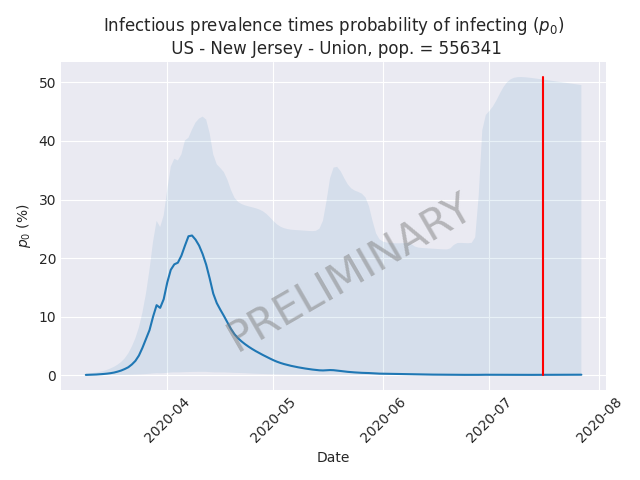 Infectious prevalence times probability of infecting (p₀)
US - New Jersey - Union, pop. = 556341
50
40
30
20
10
0
p₀ (%)
PRELIMINARY
2020-04
2020-05
2020-06
2020-07
2020-08
Date